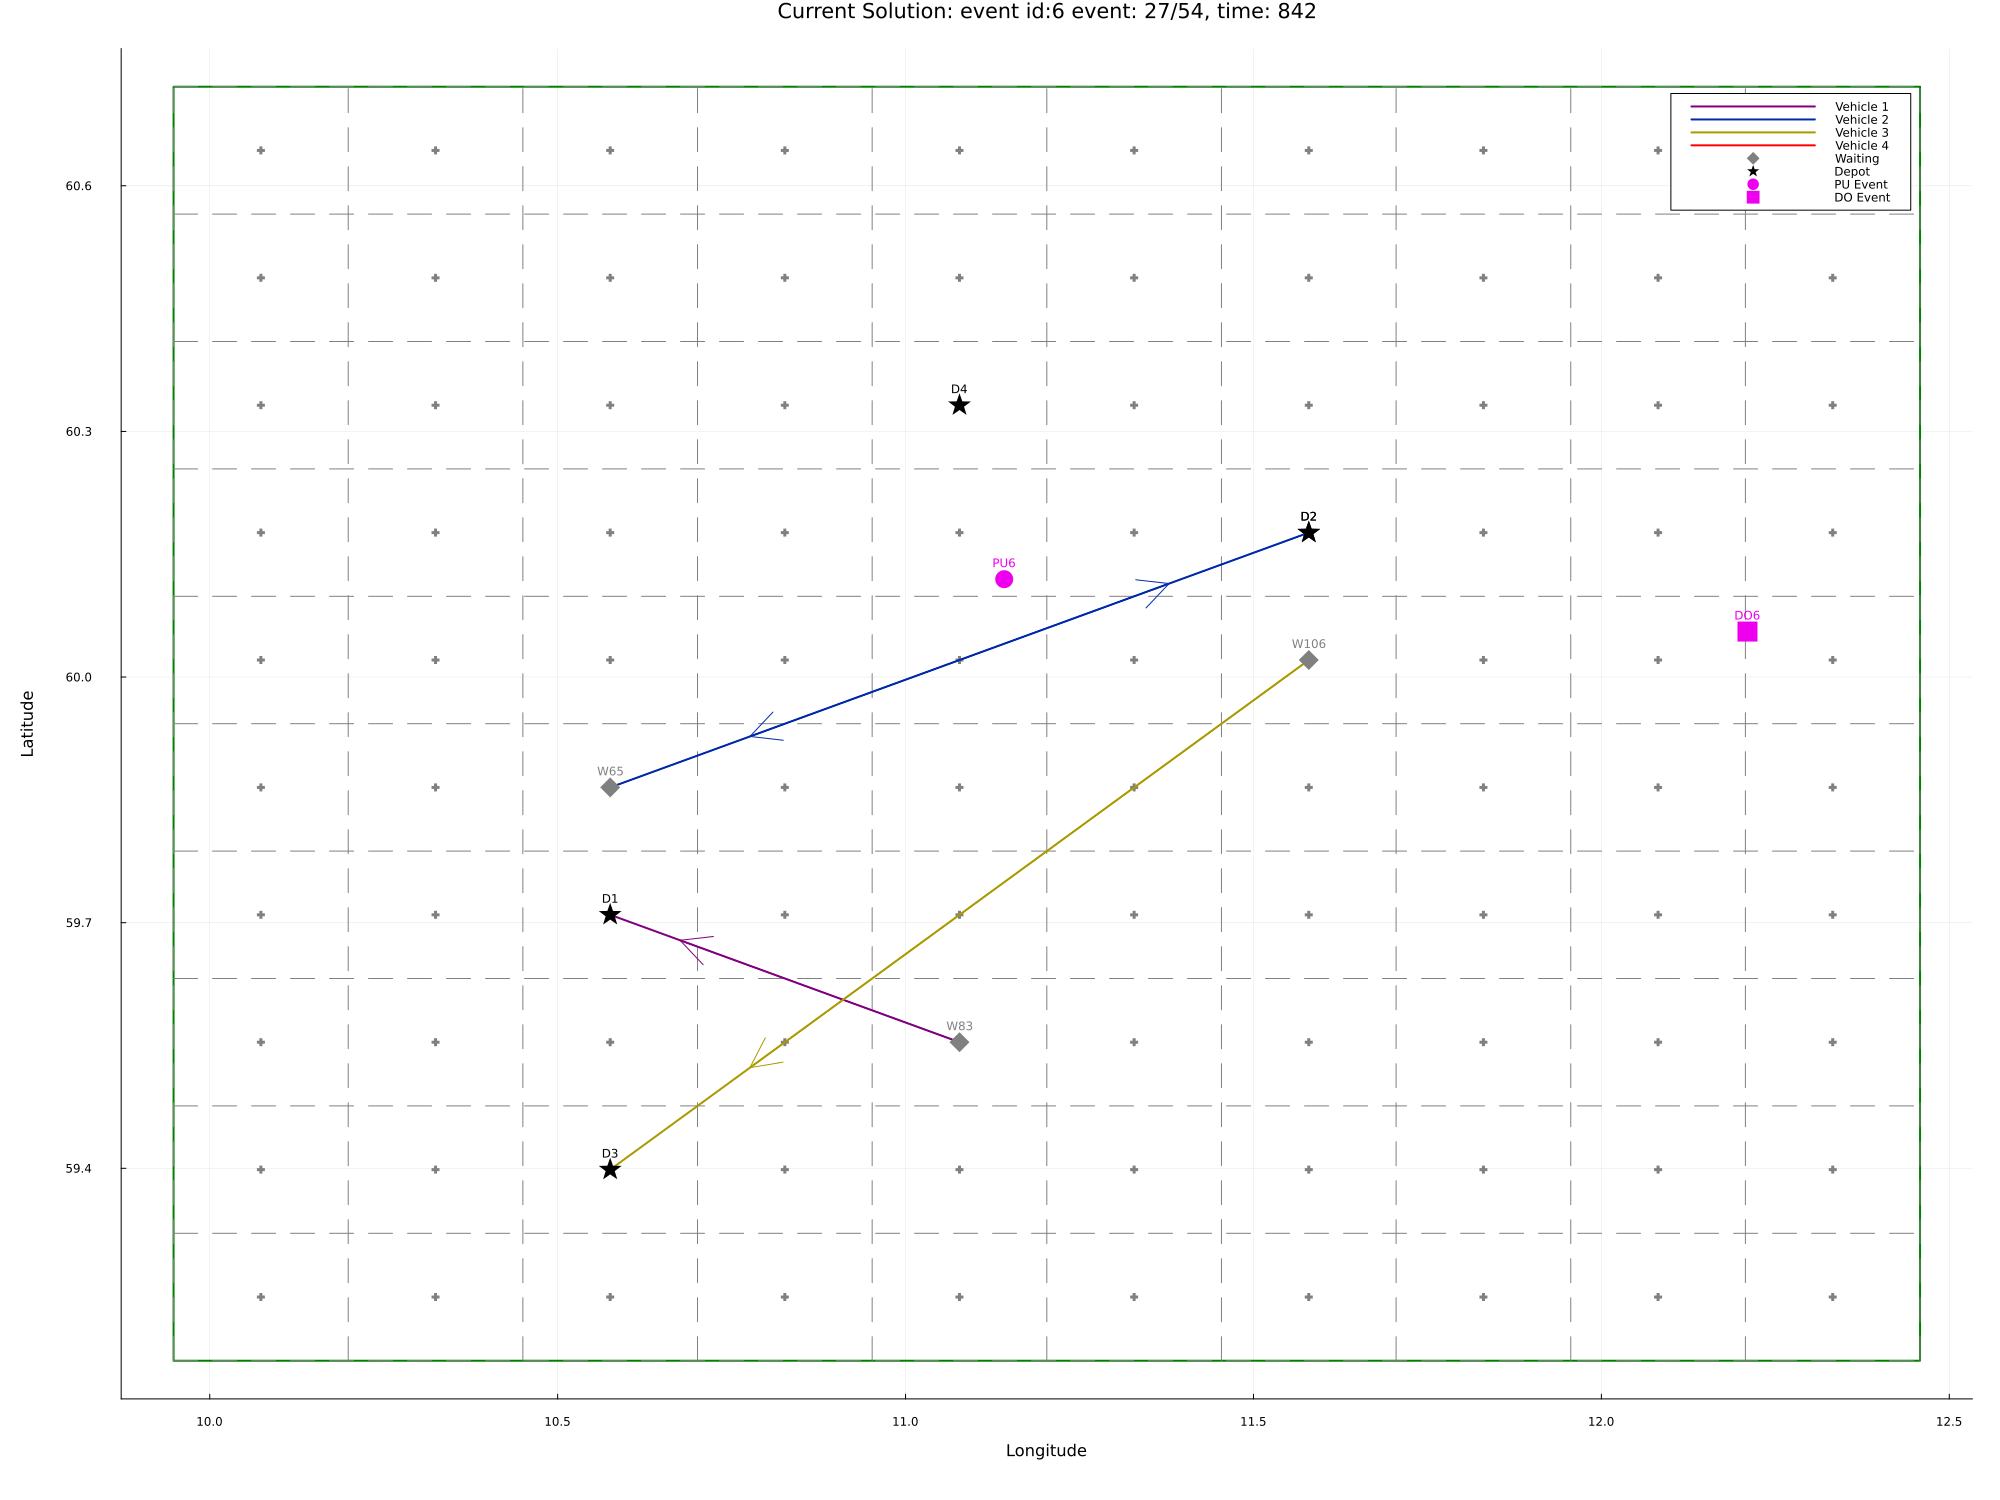 Current Solution: event id:6 event: 27/54, time: 842
Vehicle 1
Vehicle 2
Vehicle 3
Vehicle 4
Waiting
Depot
PU Event
DO Event
60.6
60.3
60.0
59.7
59.4
Latitude
D4
D2
PU6
DO6
W106
W65
D1
W83
D3
10.0
10.5
11.0
11.5
12.0
12.5
Longitude